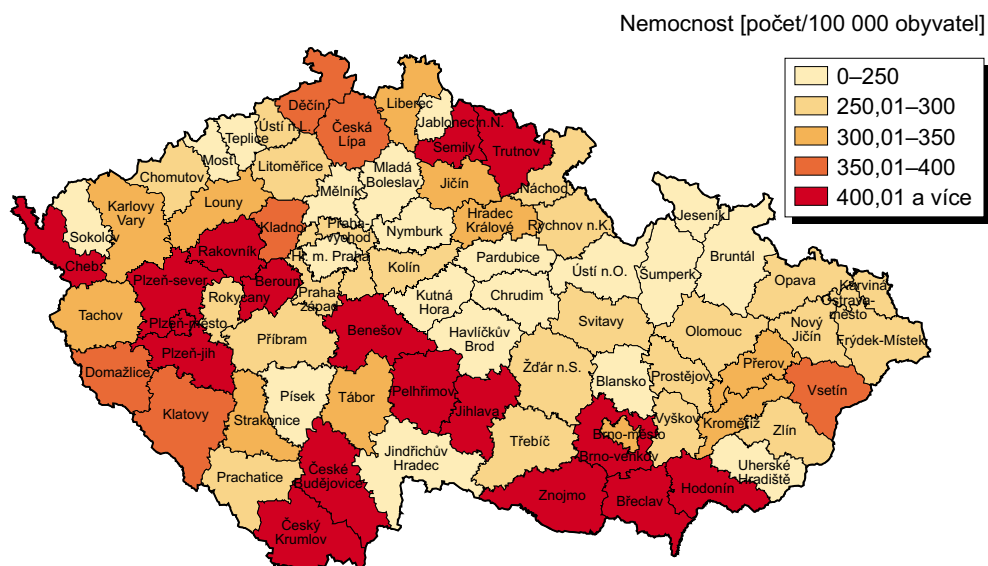 Nemocnost [počet/100 000 obyvatel]
0–250
250,01–300
300,01–350
350,01–400
400,01 a více
Děčín
Liberec
Ústí n.L.
Česká
Lípa
Jablonec n.N.
Teplice
Semily
Trutnov
Most
Litoměřice
Mladá
Boleslav
Chomutov
Jičín
Náchod
Mělník
Karlovy
Vary
Louny
Hradec
Králové
Rychnov n.K.
Jeseník
Sokolov
Kladno
Praha
východ
Nymburk
Rakovník
Hl. m. Praha
Pardubice
Bruntál
Cheb
Kolín
Ústí n.O.
Šumperk
Plzeň-sever
Beroun
Opava
Karviná
Rokycany
Praha
západ
Kutná
Hora
Chrudim
Ostrava-
město
Tachov
Plzeň-město
Benešov
Svitavy
Olomouc
Nový
Jičín
Příbram
Havlíčkův
Brod
Frýdek-Místek
Plzeň-jih
Domažlice
Žďár n.S.
Přerov
Blansko
Prostějov
Vsetín
Písek
Tábor
Pelhřimov
Klatovy
Jihlava
Strakonice
Vyškov
Kroměříž
Zlín
Brno-město
Třebíč
Jindřichův
Hradec
Brno-venkov
Uherské
Hradiště
Prachatice
České
Budějovice
Hodonín
Znojmo
Břeclav
Český
Krumlov